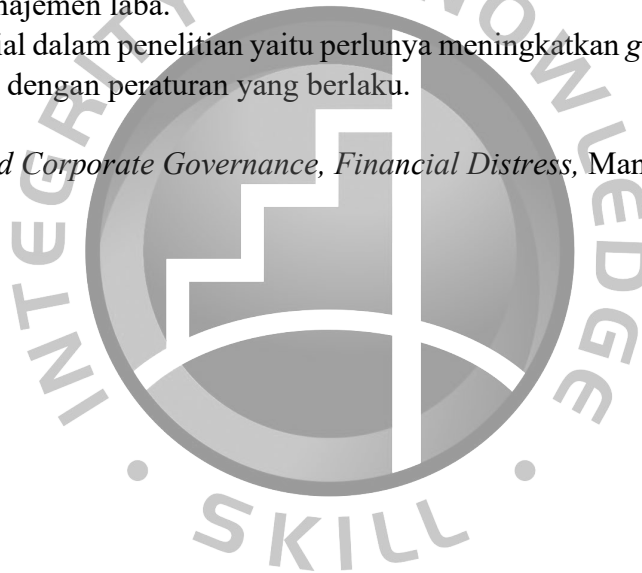 najemen laba.
ial dalam penelitian yaitu perlunya meningkatkan g
dengan peraturan yang berlaku.
d Corporate Governance, Financial Distress, Man
INTEGRITY
KNOWLEDGE
SKILL